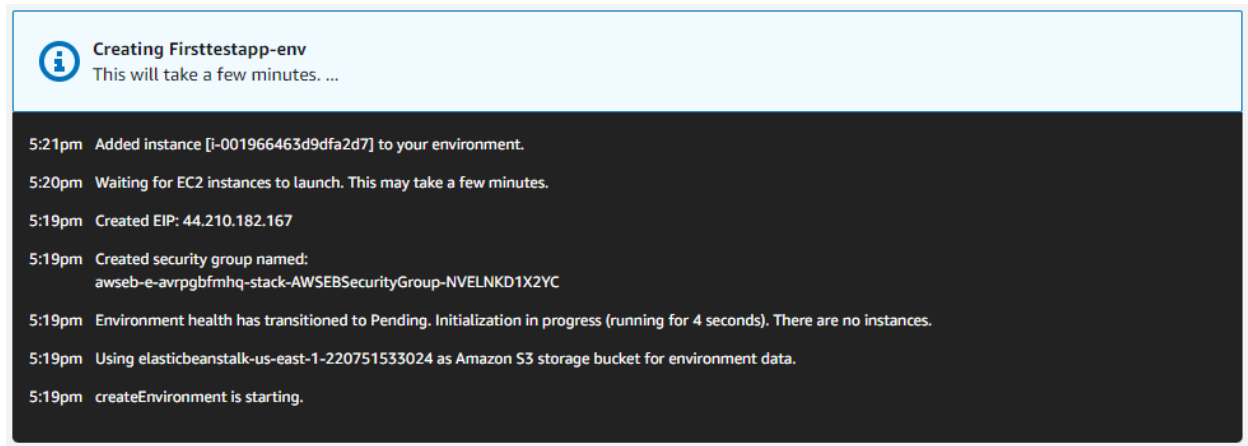 Creating Firsttestapp-env
This will take a few minutes. ...
5:21pm Added instance [i-001966463d9dfa2d7] to your environment.
5:20pm Waiting for EC2 instances to launch. This may take a few minutes.
5:19pm Created EIP: 44.210.182.167
5:19pm Created security group named:
awseb-e-avrpgbfmhq-stack-AWSEBSecurityGroup-NVELNKD1X2YC
5:19pm Environment health has transitioned to Pending. Initialization in progress (running for 4 seconds). There are no instances.
5:19pm Using elasticbeanstalk-us-east-1-220751533024 as Amazon S3 storage bucket for environment data.
5:19pm createEnvironment is starting.